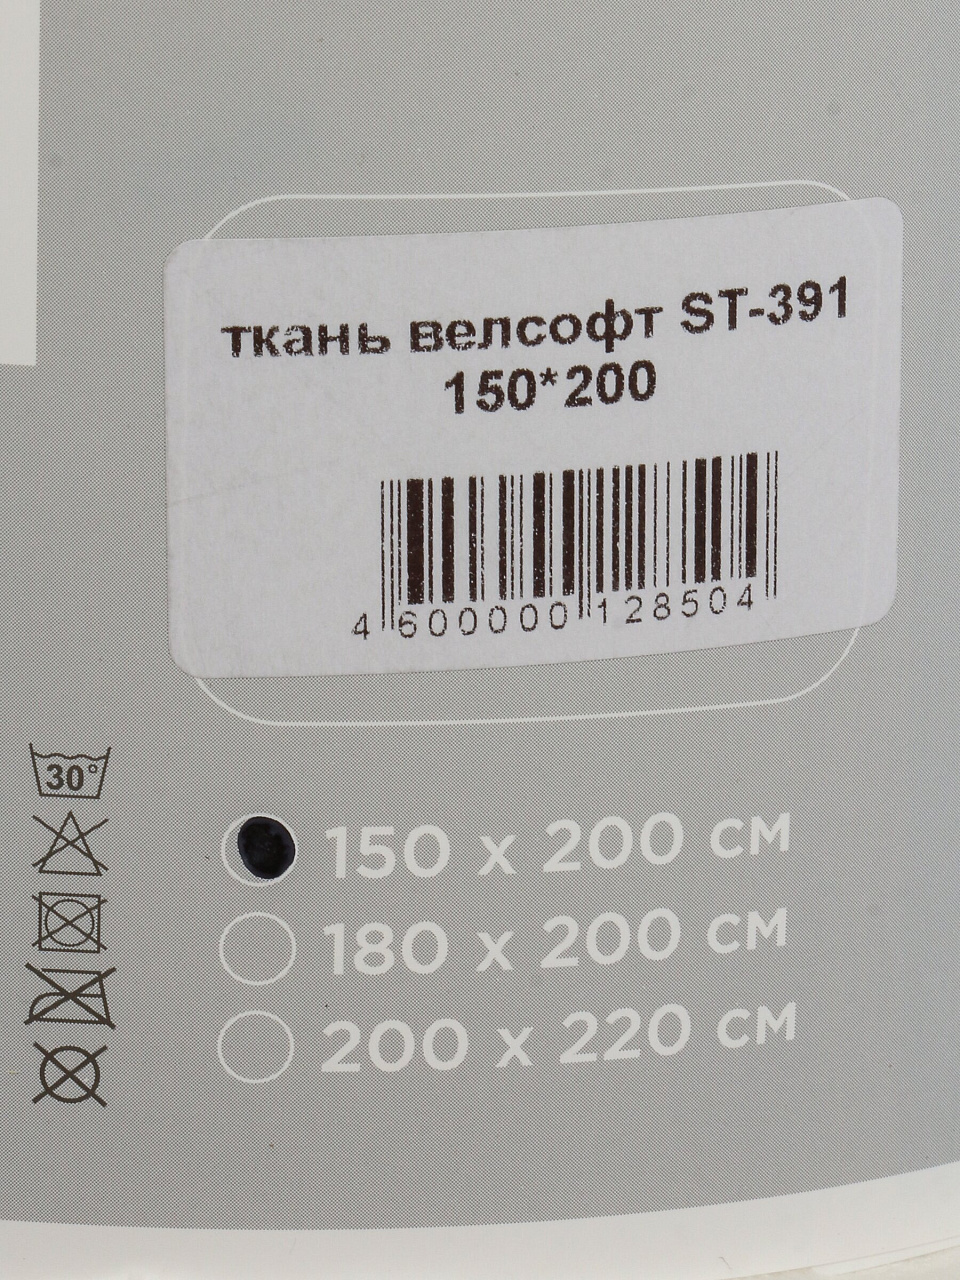 ткань велсофт ST-391
150*200
4 600000 128504
30°
150 x 200 см
180 x 200 см
200 x 220 см